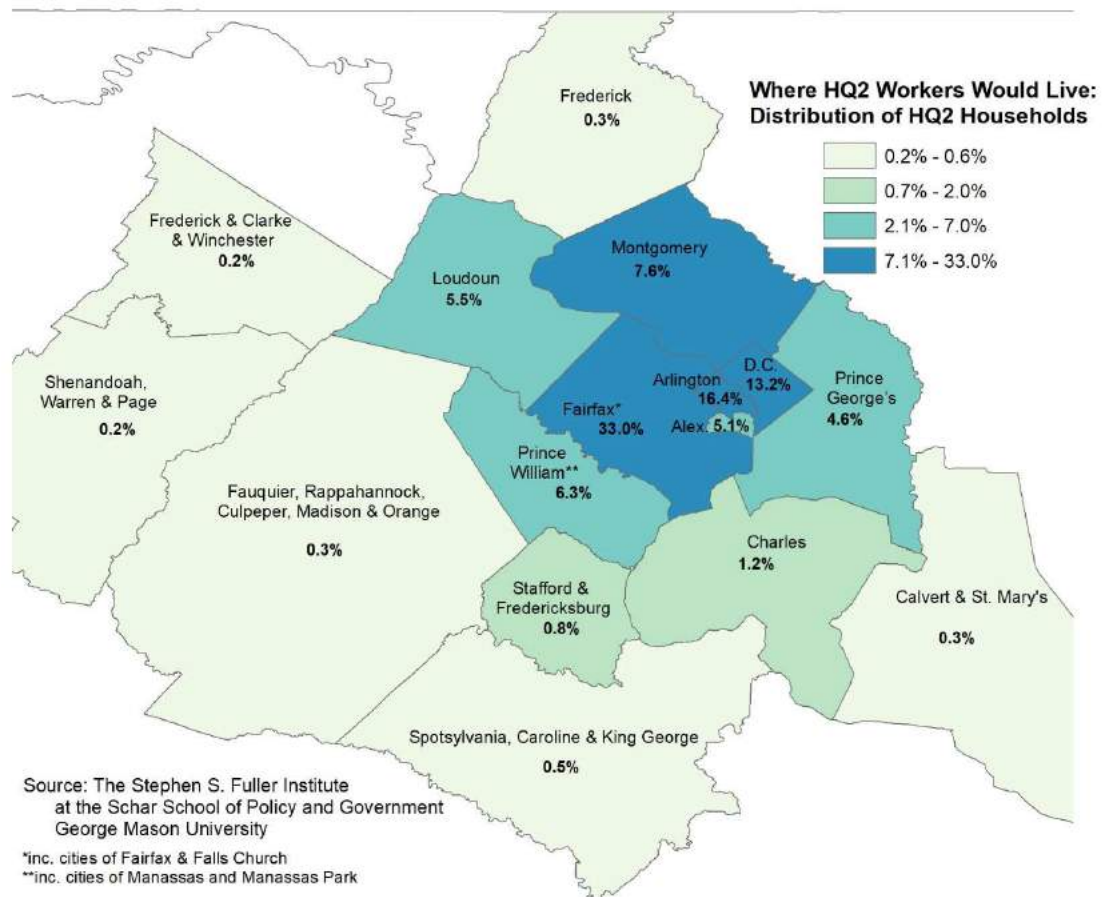 Where HQ2 Workers Would Live:
Distribution of HQ2 Households
0.2% - 0.6%
0.7% - 2.0%
2.1% - 7.0%
7.1% - 33.0%
Frederick
0.3%
Frederick & Clarke
& Winchester
0.2%
Loudoun
5.5%
Montgomery
7.6%
Shenandoah,
Warren & Page
0.2%
D.C.
13.2%
Arlington
16.4%
Prince
George's
4.6%
Fairfax*
33.0%
Alex. 5.1%
Prince
William**
6.3%
Fauquier, Rappahannock,
Culpeper, Madison & Orange
0.3%
Charles
1.2%
Stafford &
Fredericksburg
0.8%
Calvert & St. Mary's
0.3%
Spotsylvania, Caroline & King George
0.5%
Source: The Stephen S. Fuller Institute
at the Schar School of Policy and Government
George Mason University
*inc. cities of Fairfax & Falls Church
**inc. cities of Manassas and Manassas Park